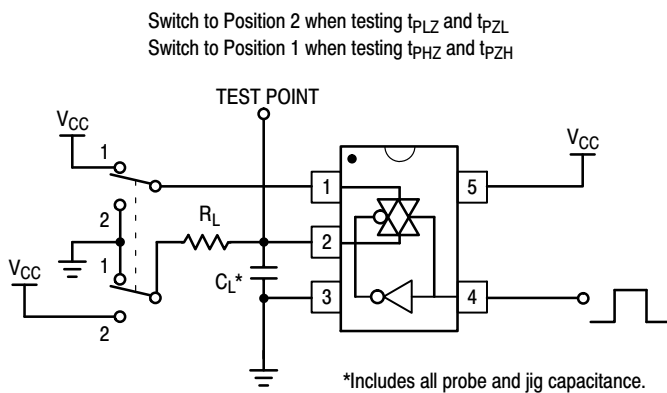 Switch to Position 2 when testing tPLZ and tPZL
Switch to Position 1 when testing tPHZ and tPZH
TEST POINT
VCC
VCC
1
1
5
2
RL
2
VCC
1
CL*
3
4
2
*Includes all probe and jig capacitance.